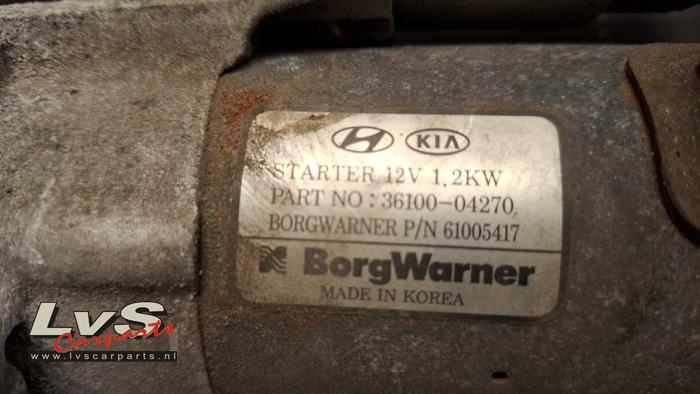 KIA
STARTER 12V 1.2KW
PART NO : 36100-04270
BORGWARNER P/N 61005417
BorgWarner
MADE IN KOREA
LvS
Carparts
www.lvscarparts.nl